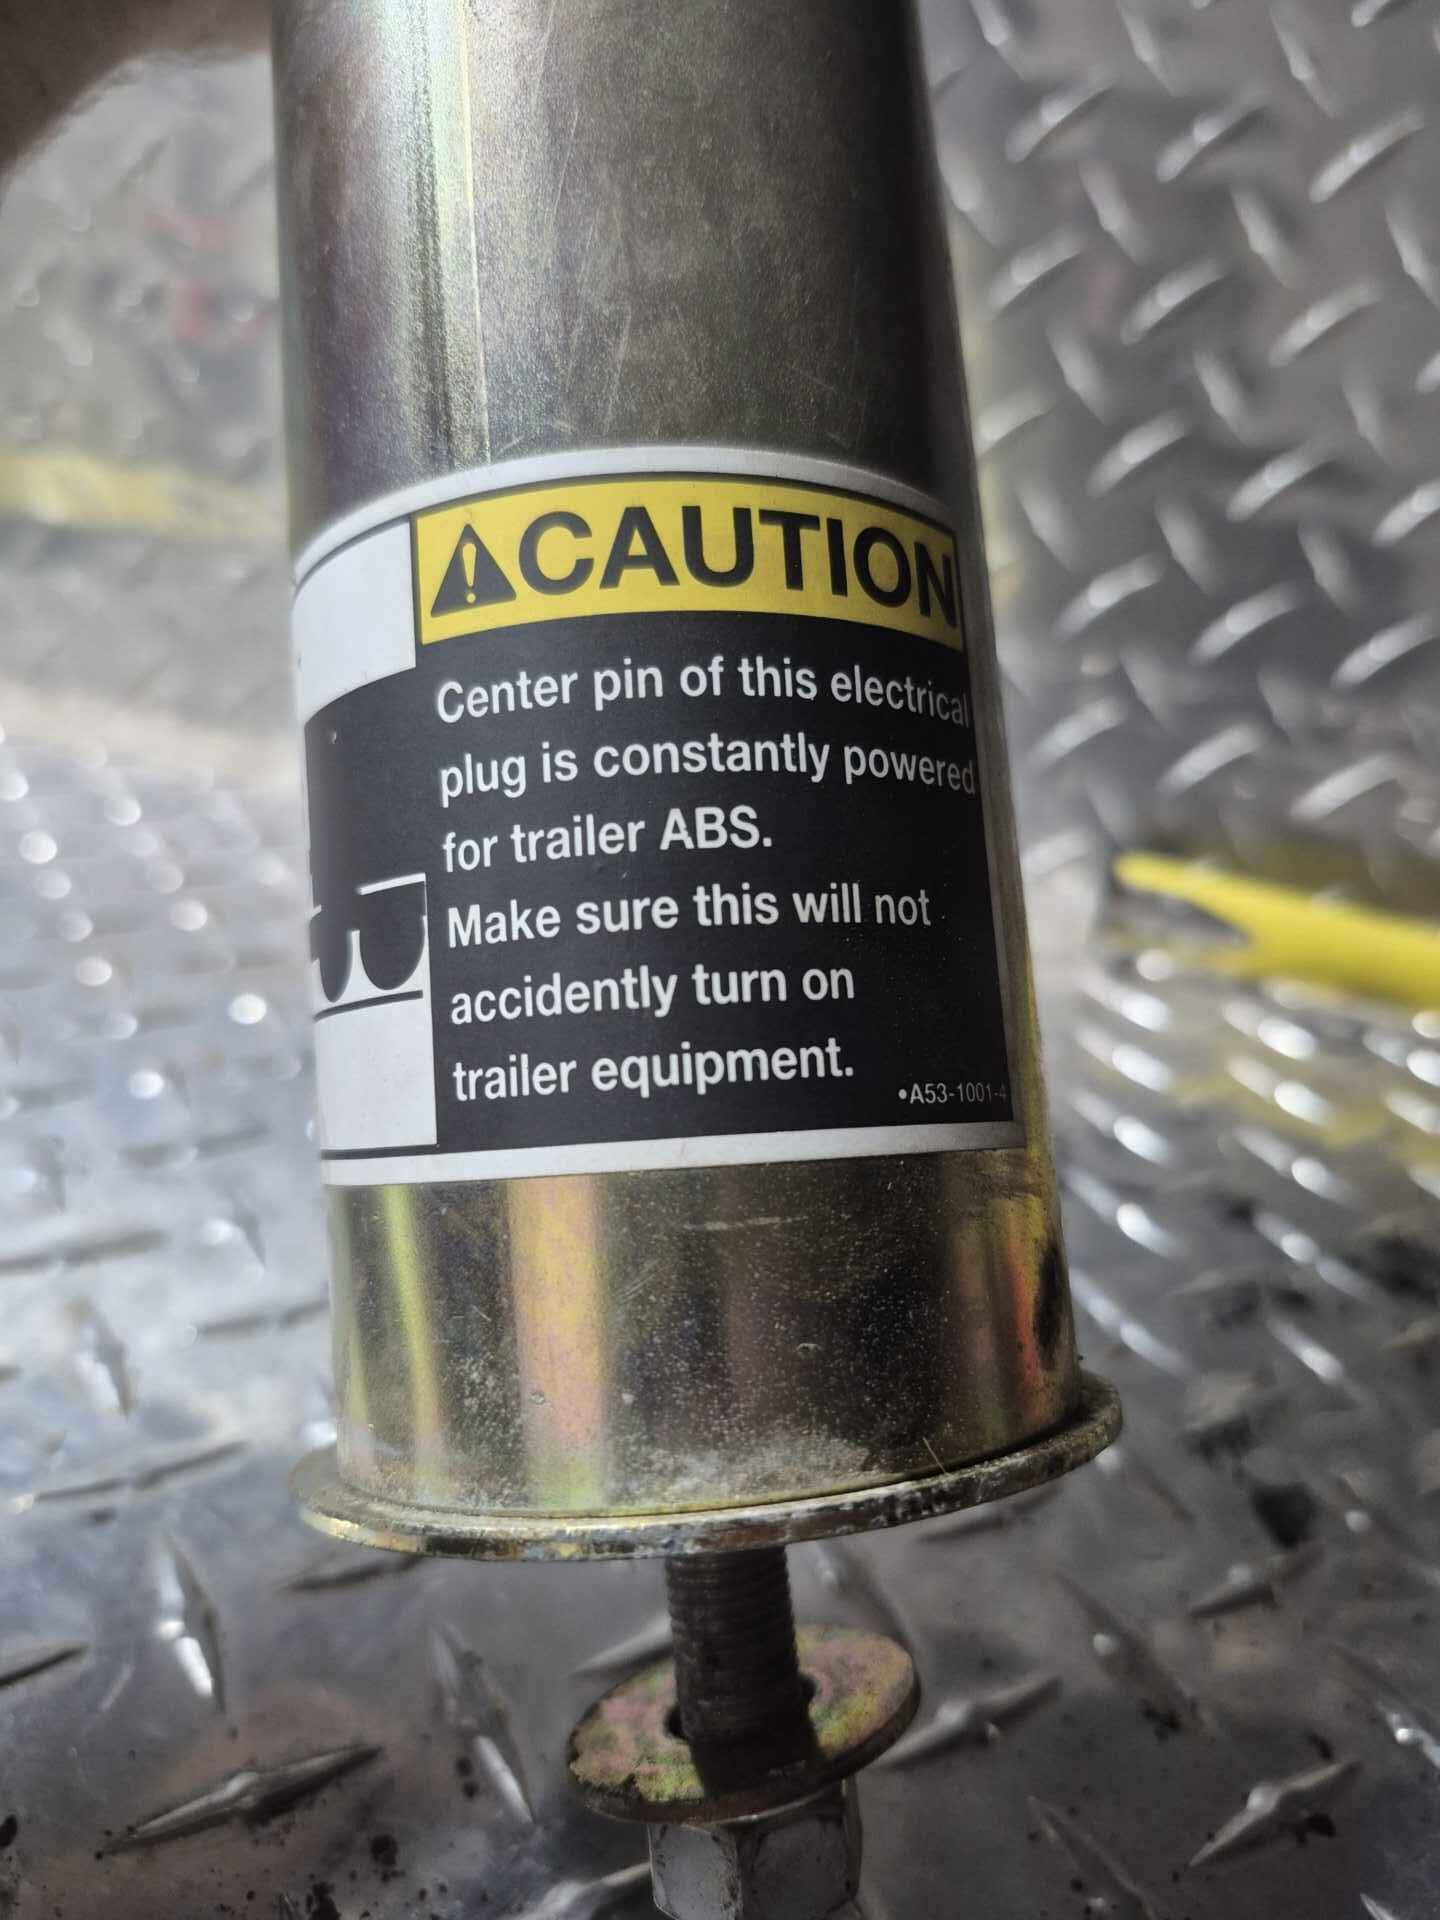 CAUTION
Center pin of this electrical
plug is constantly powered
for trailer ABS.
Make sure this will not
accidently turn on
trailer equipment.
•A53-1001-4